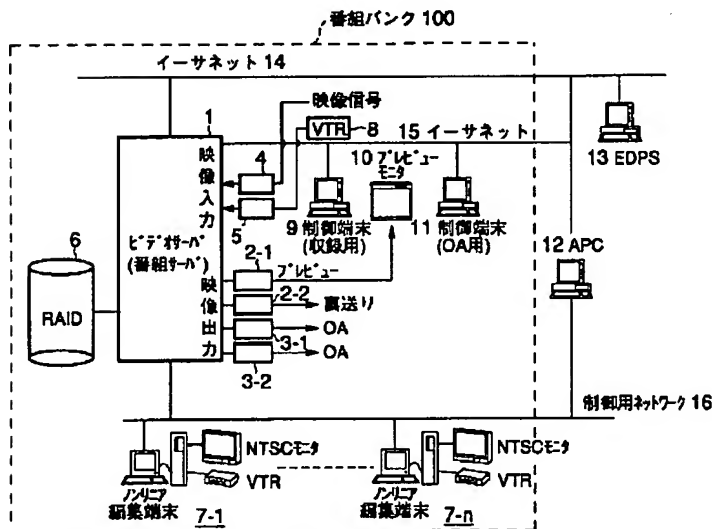 番組バンク 100
イーサネット 14
映像信号
1
VTR
8
15 イーサネット
13 EDPS
映像入力
4
5
10 プレビュー
モニタ
9 制御端末
(収録用)
11 制御端末
(OA用)
12 APC
6
RAID
ビデオサーバ
(番組サーバ)
2-1
プレビュー
映像出力
2-2
裏送り
3-1
OA
OA
3-2
制御用ネットワーク 16
NTSCモニタ
VTR
ノンリニア
編集端末
7-1
NTSCモニタ
VTR
ノンリニア
編集端末
7-n